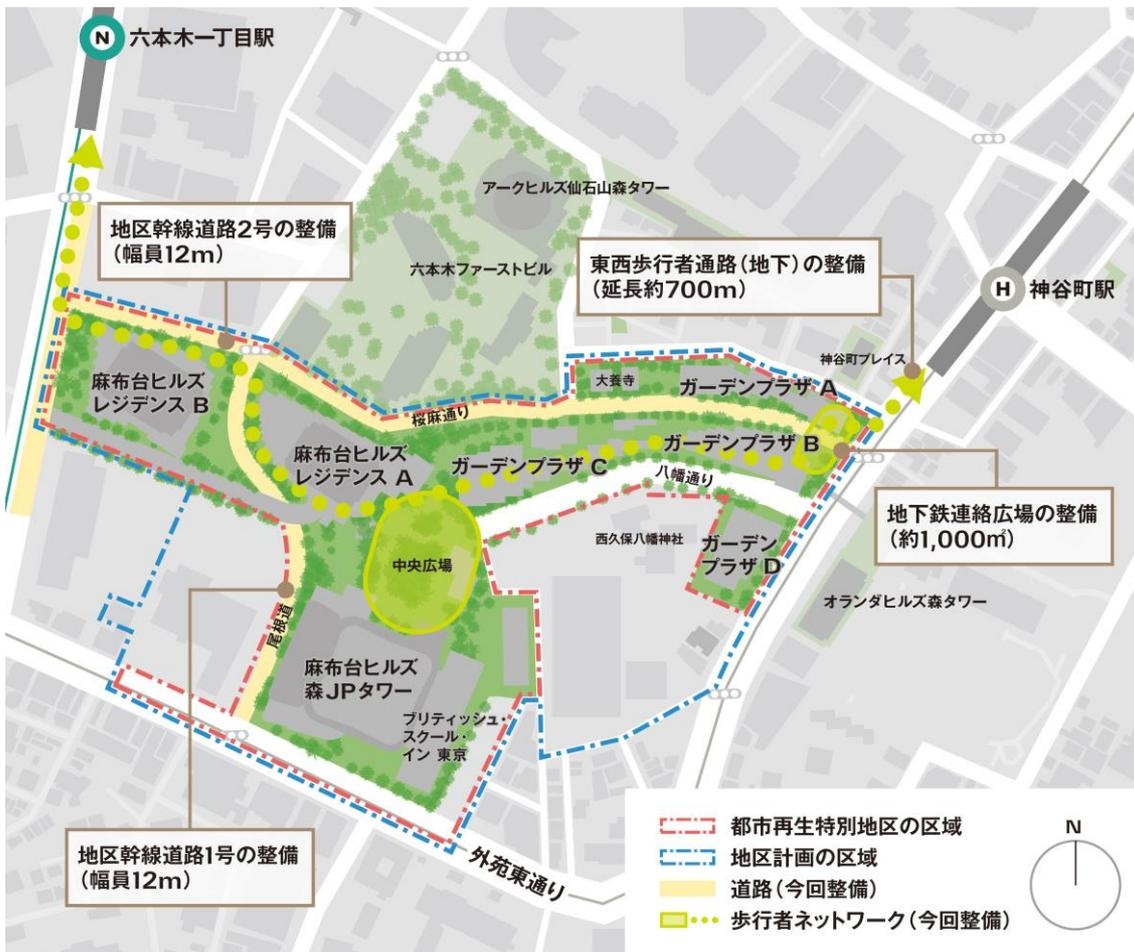 N 六本木一丁目駅
アークヒルズ仙石山森タワー
地区幹線道路2号の整備
(幅員12m)
六本木ファーストビル
東西歩行者通路(地下)の整備
(延長約700m)
H 神谷町駅
神谷町プレイス
麻布台ヒルズ
レジデンス B
大養寺
ガーデンプラザ A
桜麻通り
麻布台ヒルズ
レジデンス A
ガーデンプラザ C
ガーデンプラザ B
八幡通り
地下鉄連絡広場の整備
(約1,000㎡)
中央広場
西久保八幡神社
ガーデン
プラザ D
オランダヒルズ森タワー
尾根道
麻布台ヒルズ
森JPタワー
ブリティッシュ・
スクール・
イン 東京
地区幹線道路1号の整備
(幅員12m)
外苑東通り
都市再生特別地区の区域
地区計画の区域
道路(今回整備)
歩行者ネットワーク(今回整備)
N